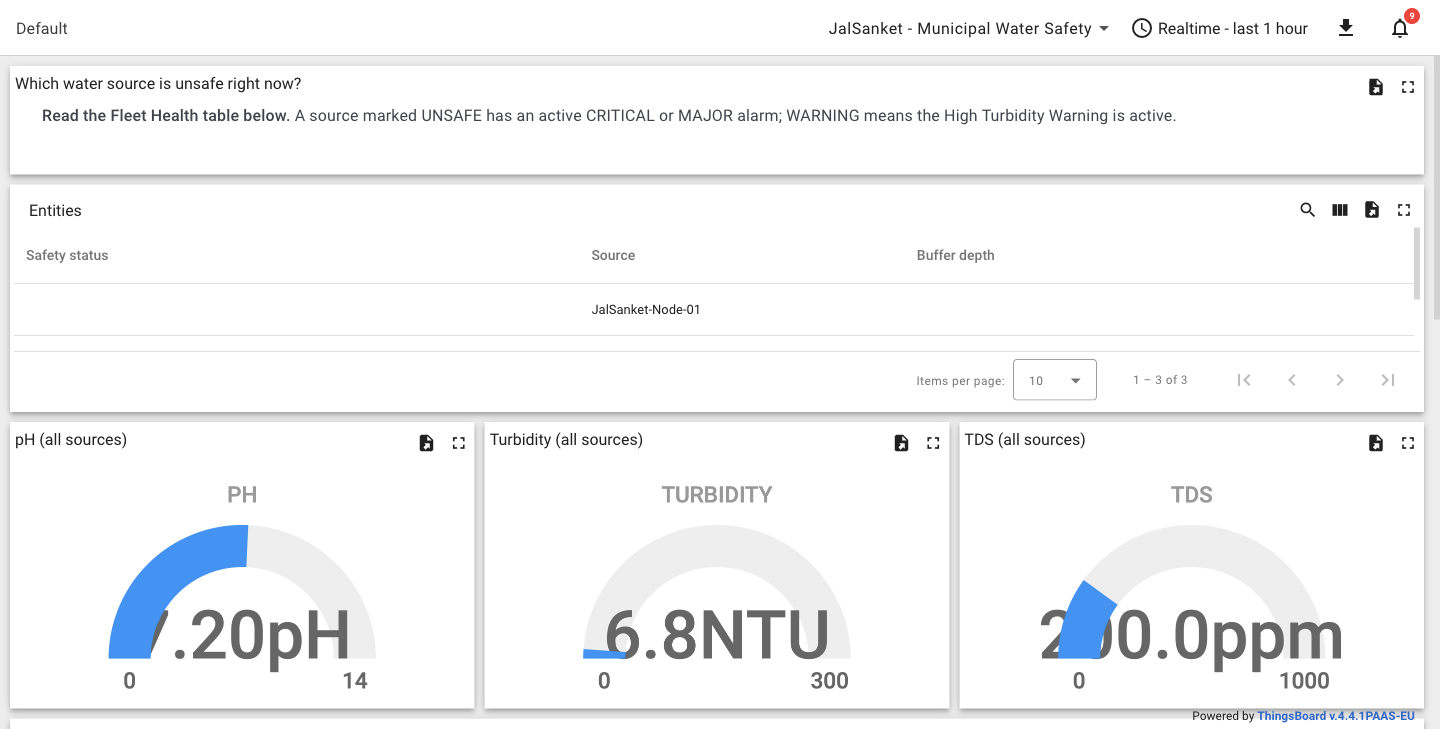 Default
JalSanket - Municipal Water Safety
Realtime - last 1 hour
9
Which water source is unsafe right now?
Read the Fleet Health table below. A source marked UNSAFE has an active CRITICAL or MAJOR alarm; WARNING means the High Turbidity Warning is active.
Entities
Safety status Source Buffer depth
JalSanket-Node-01
Items per page: 10 1 – 3 of 3
pH (all sources)
PH
7.20pH
0 14
Turbidity (all sources)
TURBIDITY
6.8NTU
0 300
TDS (all sources)
TDS
200.0ppm
0 1000
Powered by ThingsBoard v.4.4.1PAAS-EU